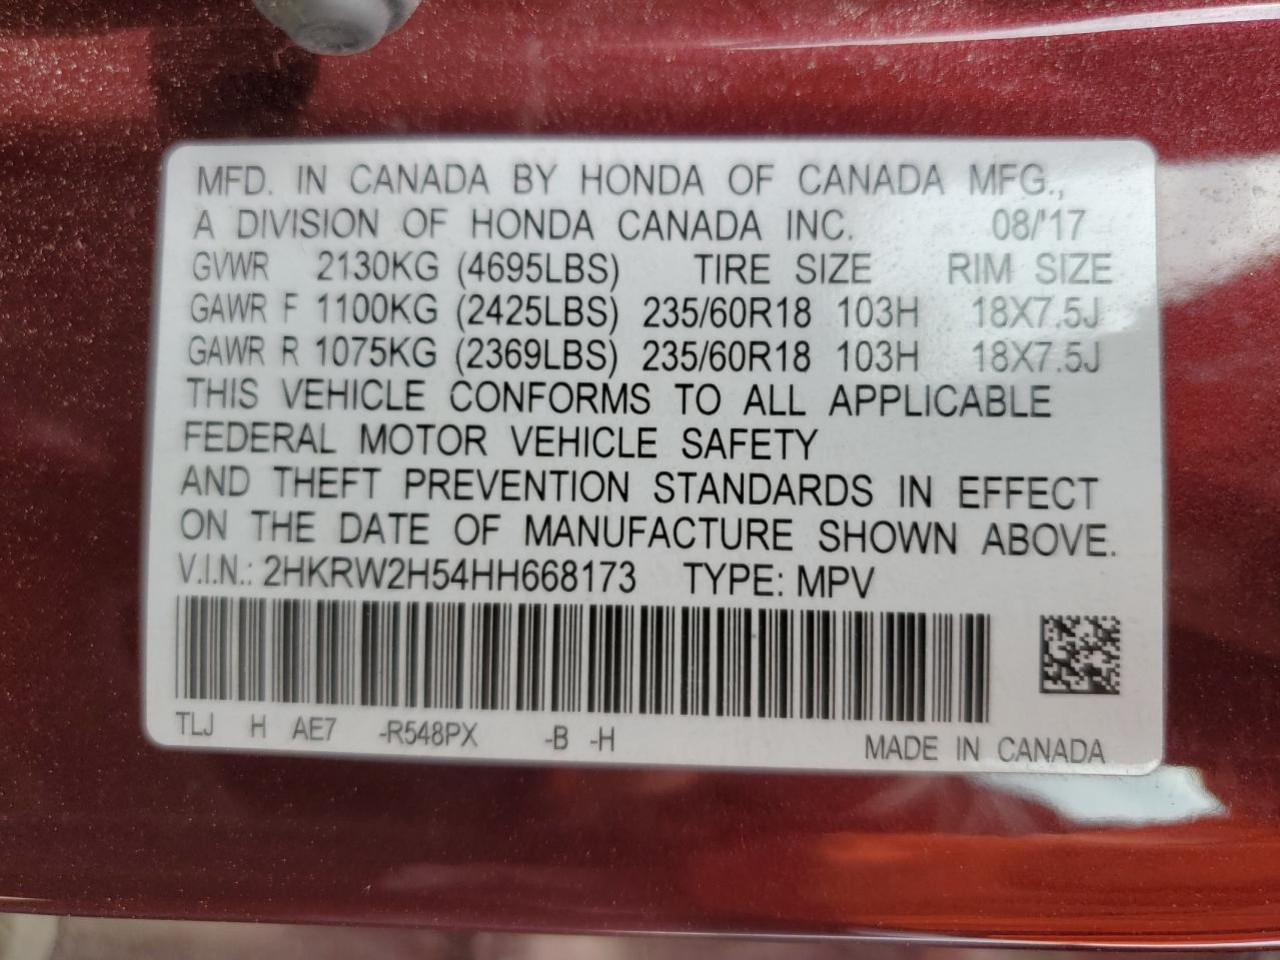 MFD. IN CANADA BY HONDA OF CANADA MFG.,
A DIVISION OF HONDA CANADA INC. 08/'17
GVWR 2130KG (4695LBS) TIRE SIZE RIM SIZE
GAWR F 1100KG (2425LBS) 235/60R18 103H 18X7.5J
GAWR R 1075KG (2369LBS) 235/60R18 103H 18X7.5J
THIS VEHICLE CONFORMS TO ALL APPLICABLE
FEDERAL MOTOR VEHICLE SAFETY
AND THEFT PREVENTION STANDARDS IN EFFECT
ON THE DATE OF MANUFACTURE SHOWN ABOVE.
V.I.N.: 2HKRW2H54HH668173 TYPE: MPV
TLJ H AE7 -R548PX -B -H MADE IN CANADA